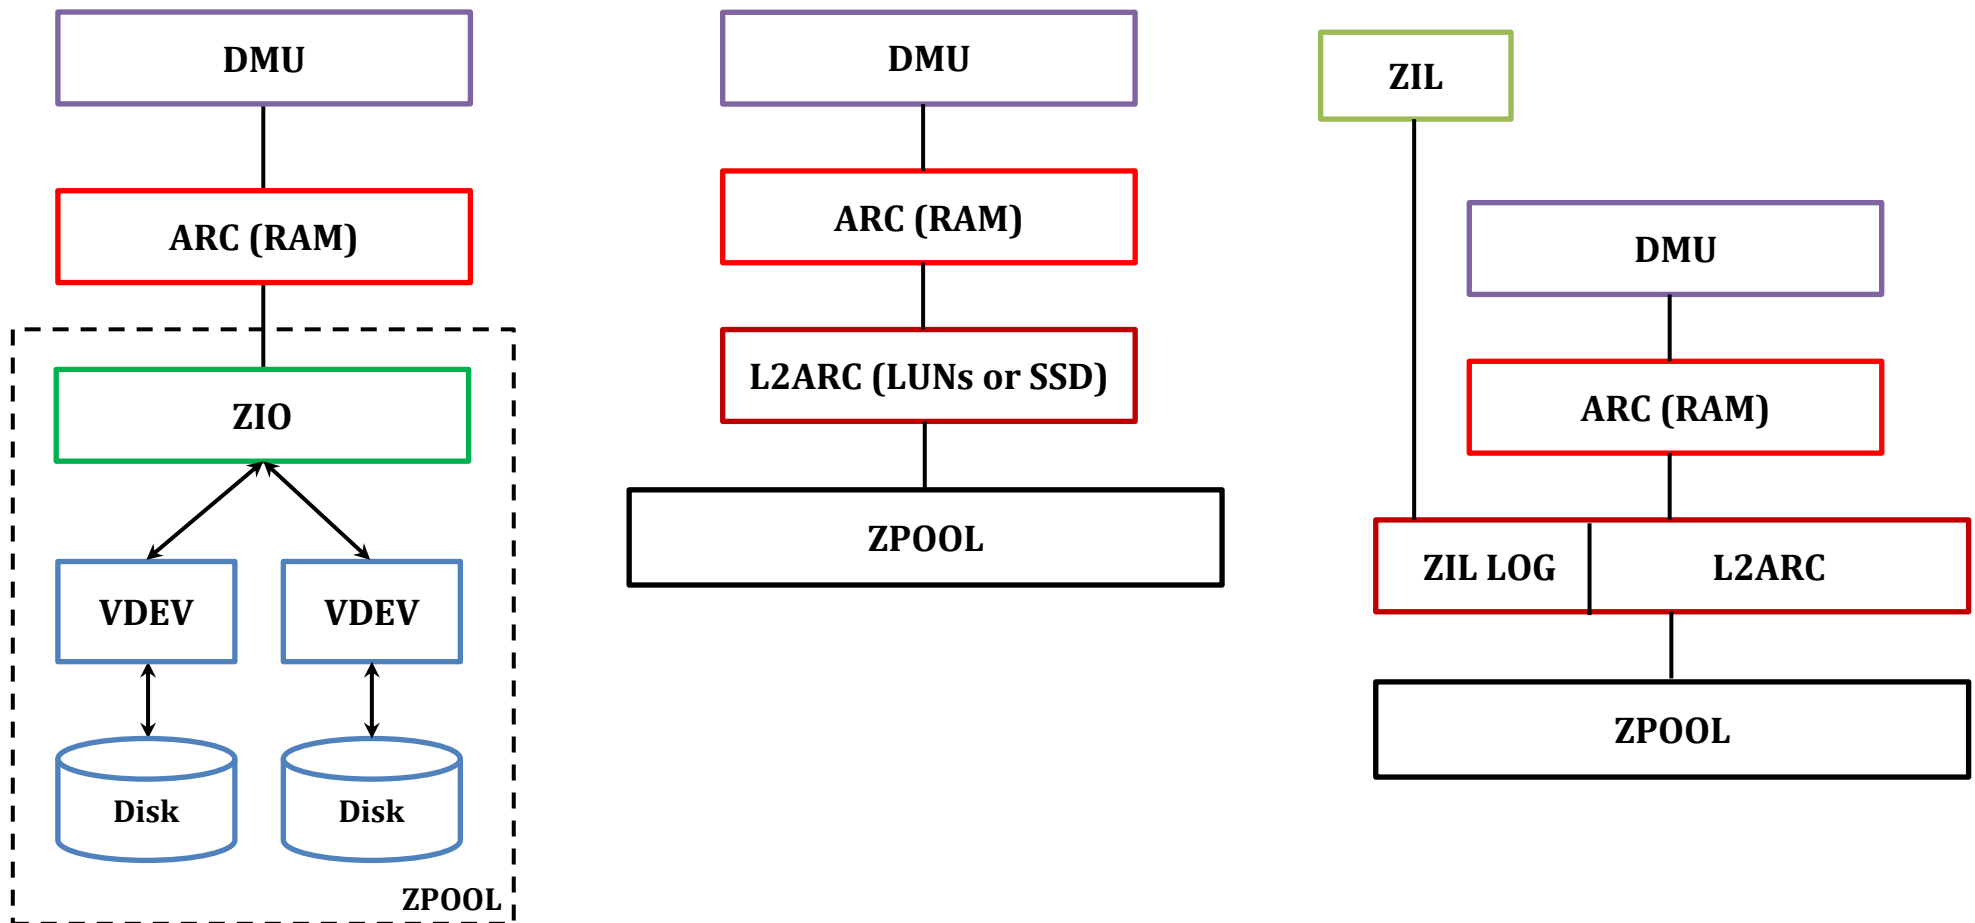 DMU
ARC (RAM)
ZIO
VDEV
VDEV
Disk
Disk
ZPOOL
DMU
ARC (RAM)
L2ARC (LUNs or SSD)
ZPOOL
ZIL
DMU
ARC (RAM)
ZIL LOG
L2ARC
ZPOOL